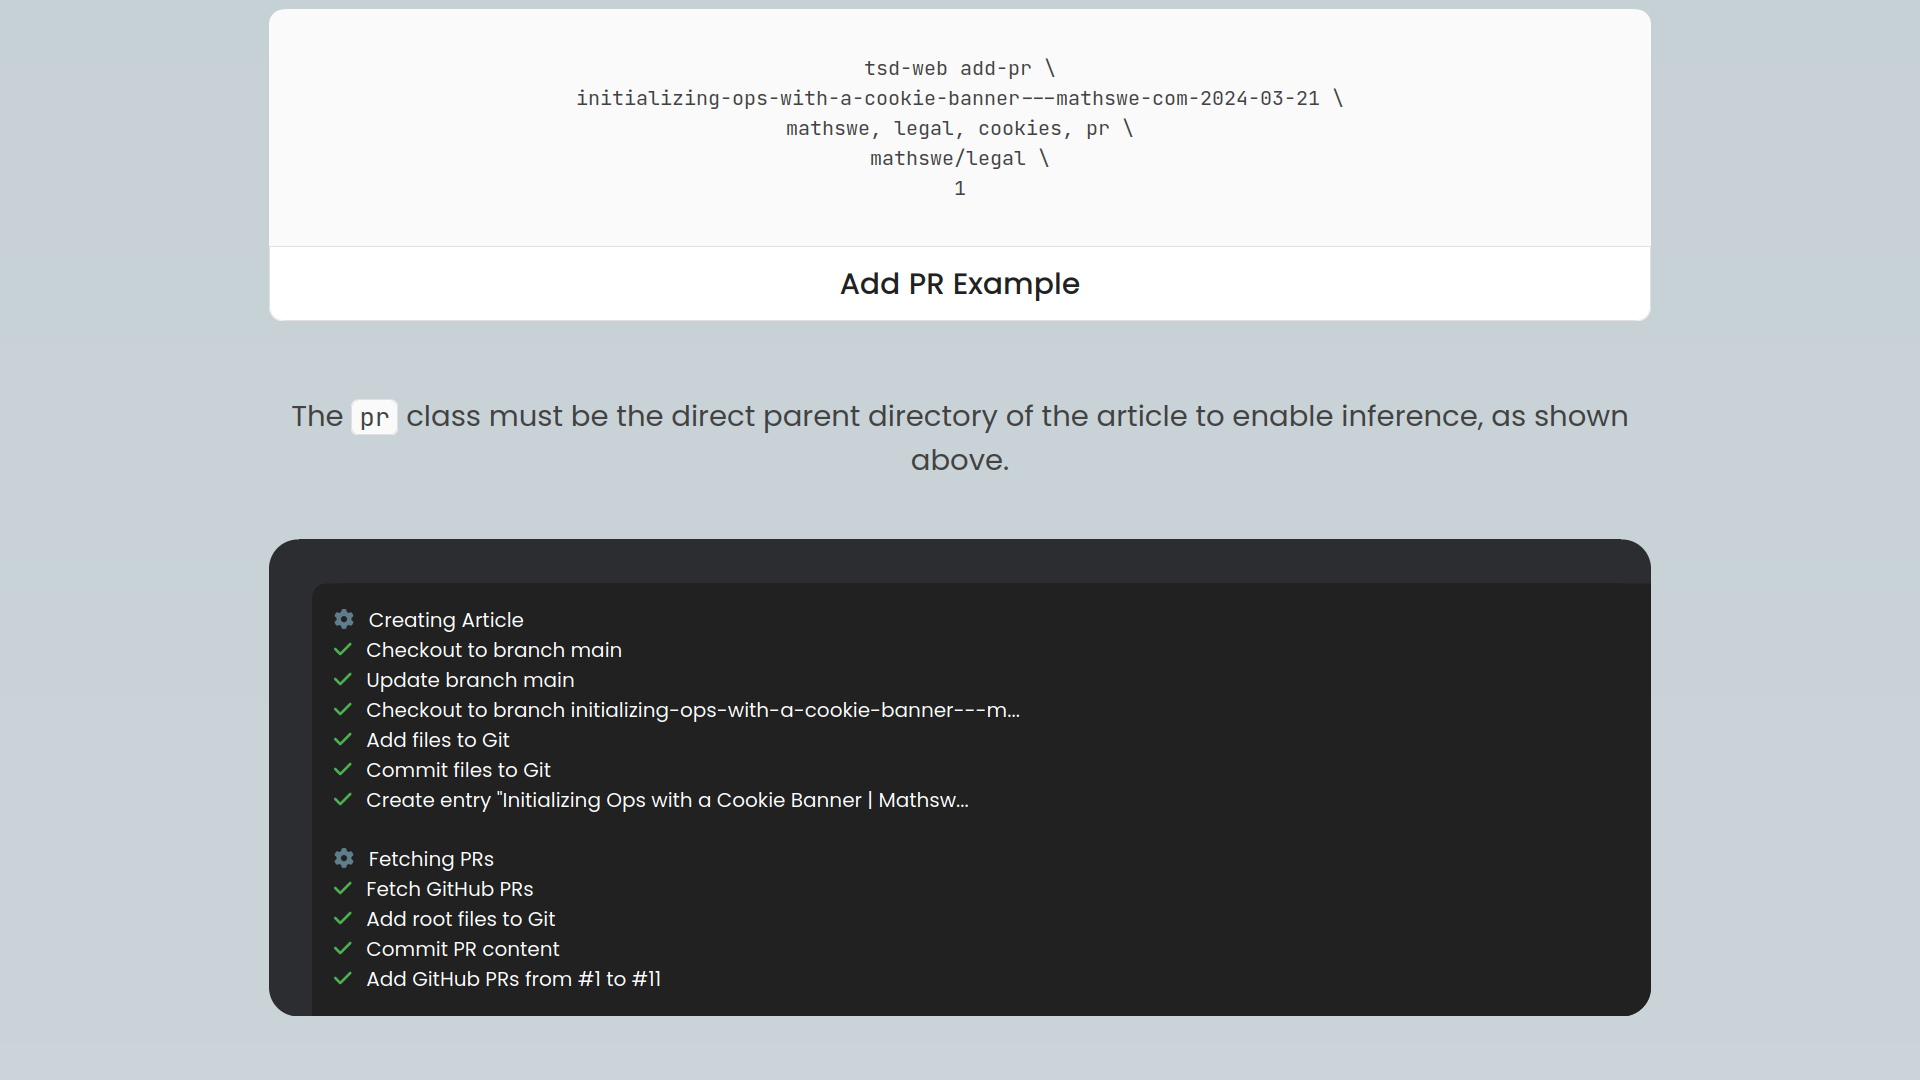 tsd-web add-pr \
initializing-ops-with-a-cookie-banner---mathswe-com-2024-03-21 \
mathswe, legal, cookies, pr \
mathswe/legal \
1
Add PR Example
The pr class must be the direct parent directory of the article to enable inference, as shown
above.
Creating Article
Checkout to branch main
Update branch main
Checkout to branch initializing-ops-with-a-cookie-banner---m...
Add files to Git
Commit files to Git
Create entry "Initializing Ops with a Cookie Banner | Mathsw...
Fetching PRs
Fetch GitHub PRs
Add root files to Git
Commit PR content
Add GitHub PRs from #1 to #11